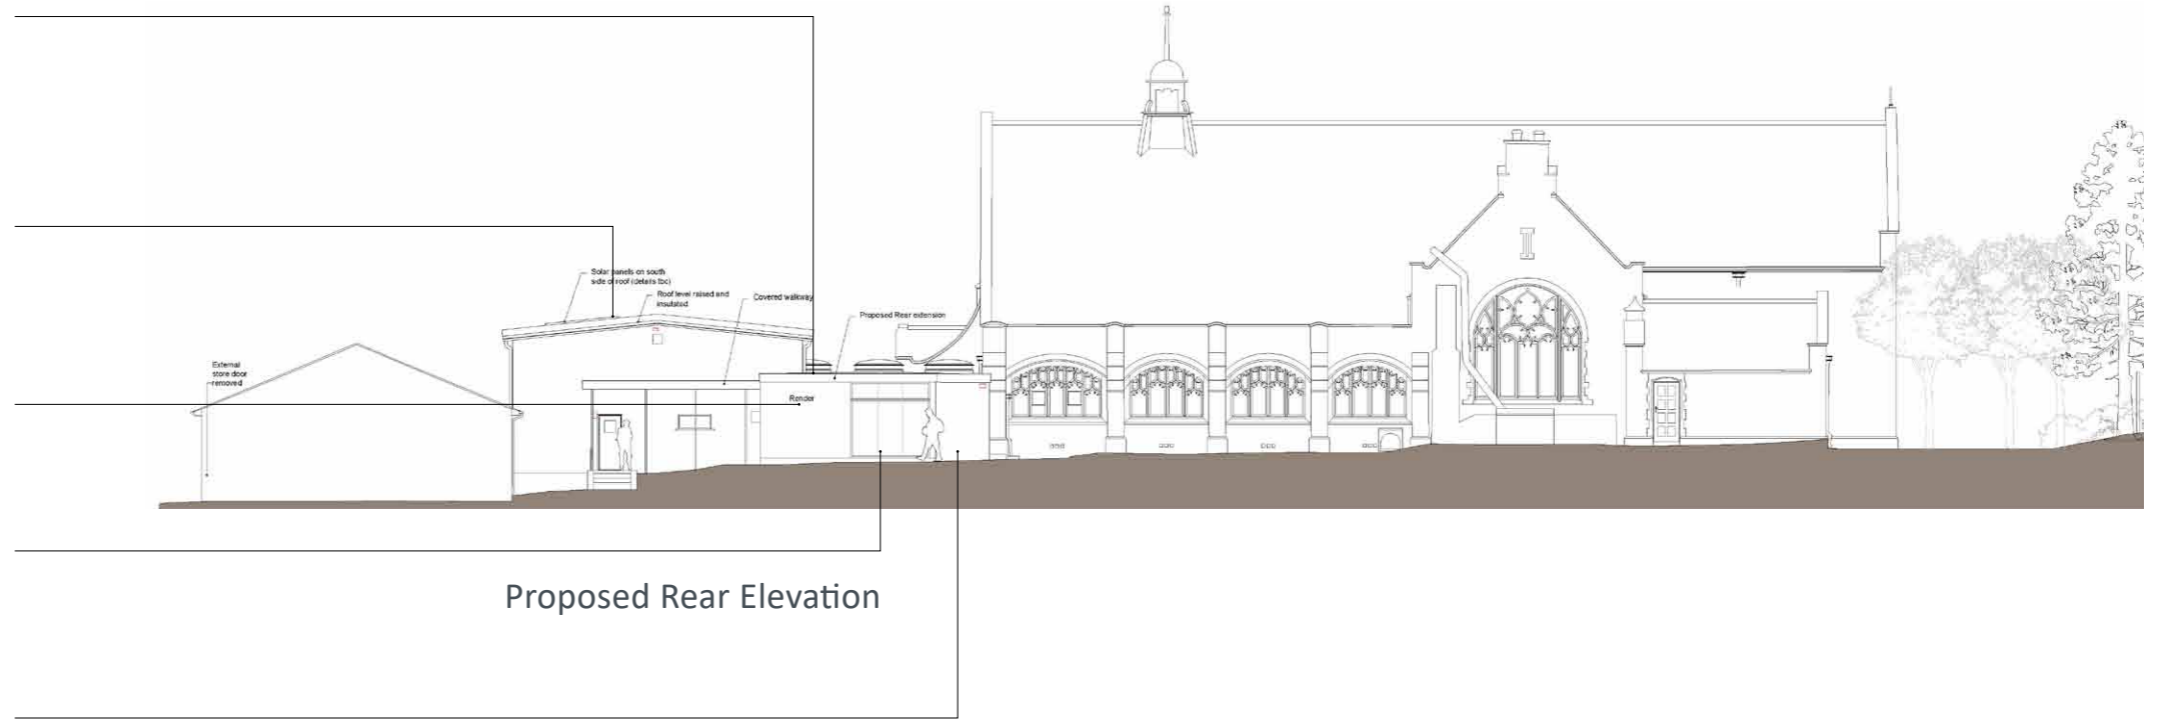 Solar panels on south
side of roof (details tbc)
Roof level raised and
insulated
Covered walkway
Proposed Rear extension
External
store door
removed
Render
Proposed Rear Elevation